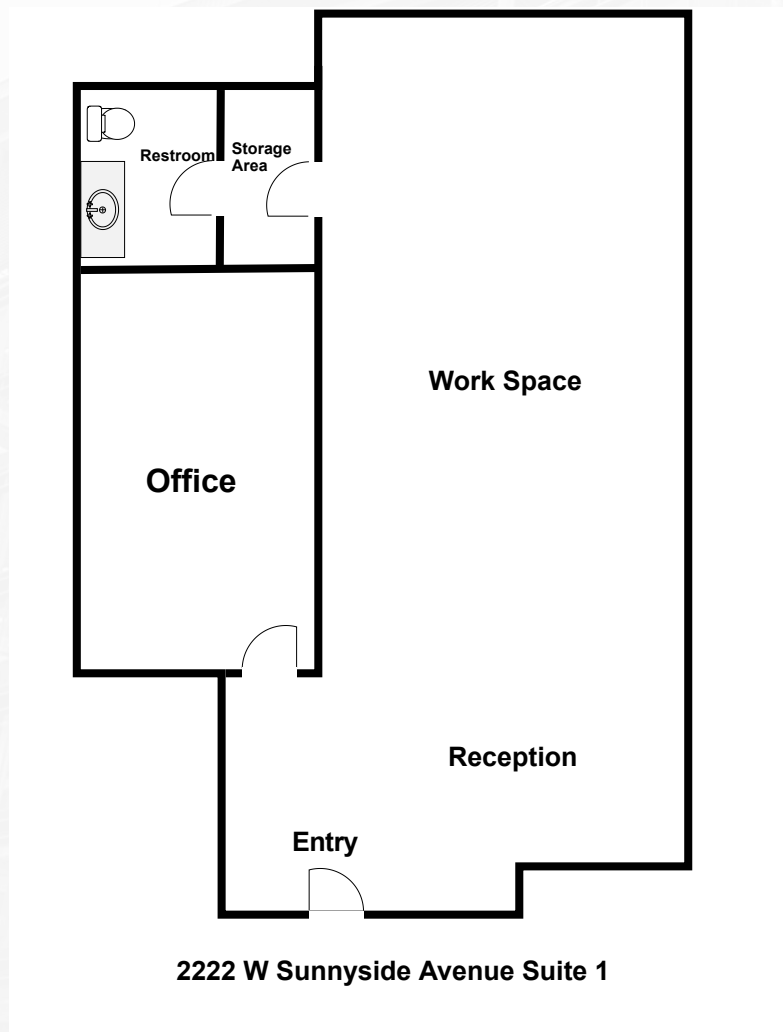 Restroom
Storage
Area
Work Space
Office
Reception
Entry
2222 W Sunnyside Avenue Suite 1